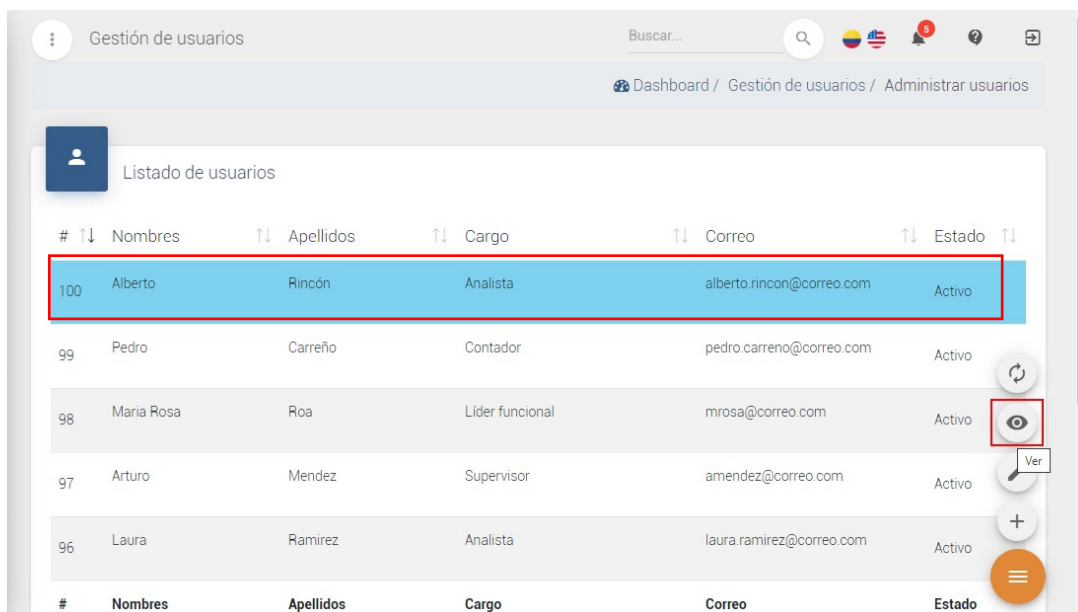 Gestión de usuarios Buscar... 5
Dashboard / Gestión de usuarios / Administrar usuarios
Listado de usuarios
# Nombres Apellidos Cargo Correo Estado
100 Alberto Rincón Analista alberto.rincon@correo.com Activo
99 Pedro Carreño Contador pedro.carreno@correo.com Activo
98 Maria Rosa Roa Líder funcional mrosa@correo.com Activo
Ver
97 Arturo Mendez Supervisor amendez@correo.com Activo
96 Laura Ramirez Analista laura.ramirez@correo.com Activo
# Nombres Apellidos Cargo Correo Estado